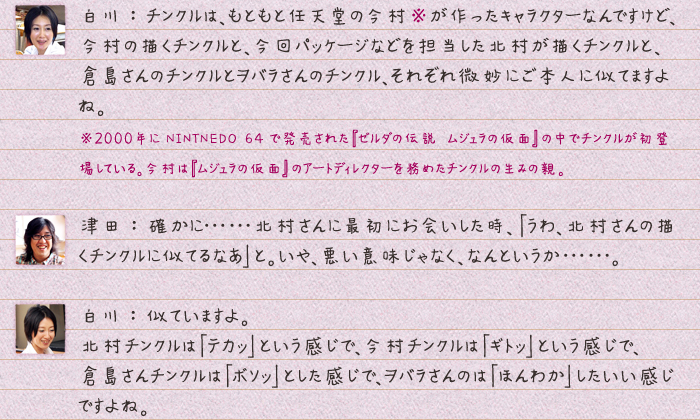 白川：チンクルは、もともと任天堂の今村※が作ったキャラクターなんですけど、
今村の描くチンクルと、今回パッケージなどを担当した北村が描くチンクルと、
倉島さんのチンクルとヲバラさんのチンクル、それぞれ微妙にご本人に似てますよ
ね。
※2000年にNINTNEDO 64で発売された『ゼルダの伝説 ムジュラの仮面』の中でチンクルが初登
場している。今村は『ムジュラの仮面』のアートディレクターを務めたチンクルの生みの親。
津田：確かに……北村さんに最初にお会いした時、「うわ、北村さんの描
くチンクルに似てるなあ」と。いや、悪い意味じゃなく、なんというか……。
白川：似ていますよ。
北村チンクルは「テカッ」という感じで、今村チンクルは「ギトッ」という感じで、
倉島さんチンクルは「ボソッ」とした感じで、ヲバラさんのは「ほんわか」したいい感じ
ですよね。